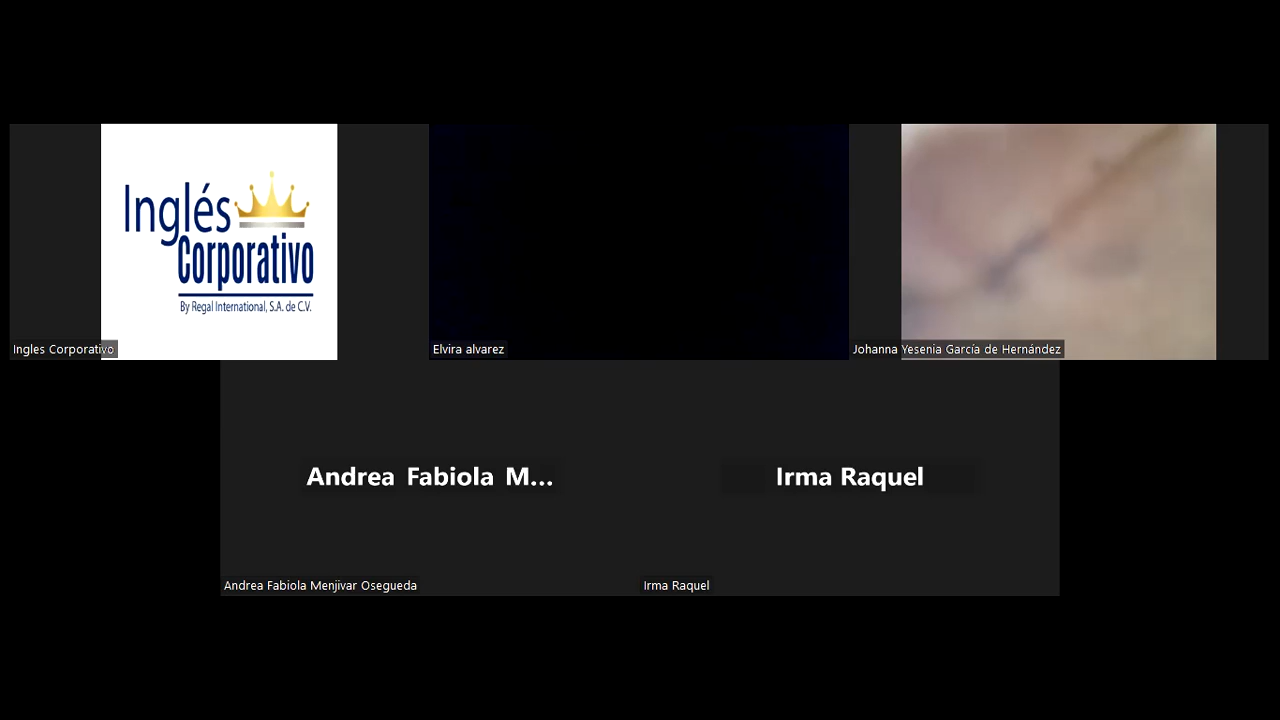 Inglés
Corporativo
By Regal International, S.A. de C.V.
Ingles Corporativo
Elvira alvarez
Johanna Yesenia García de Hernández
Andrea Fabiola M...
Irma Raquel
Andrea Fabiola Menjivar Osegueda
Irma Raquel